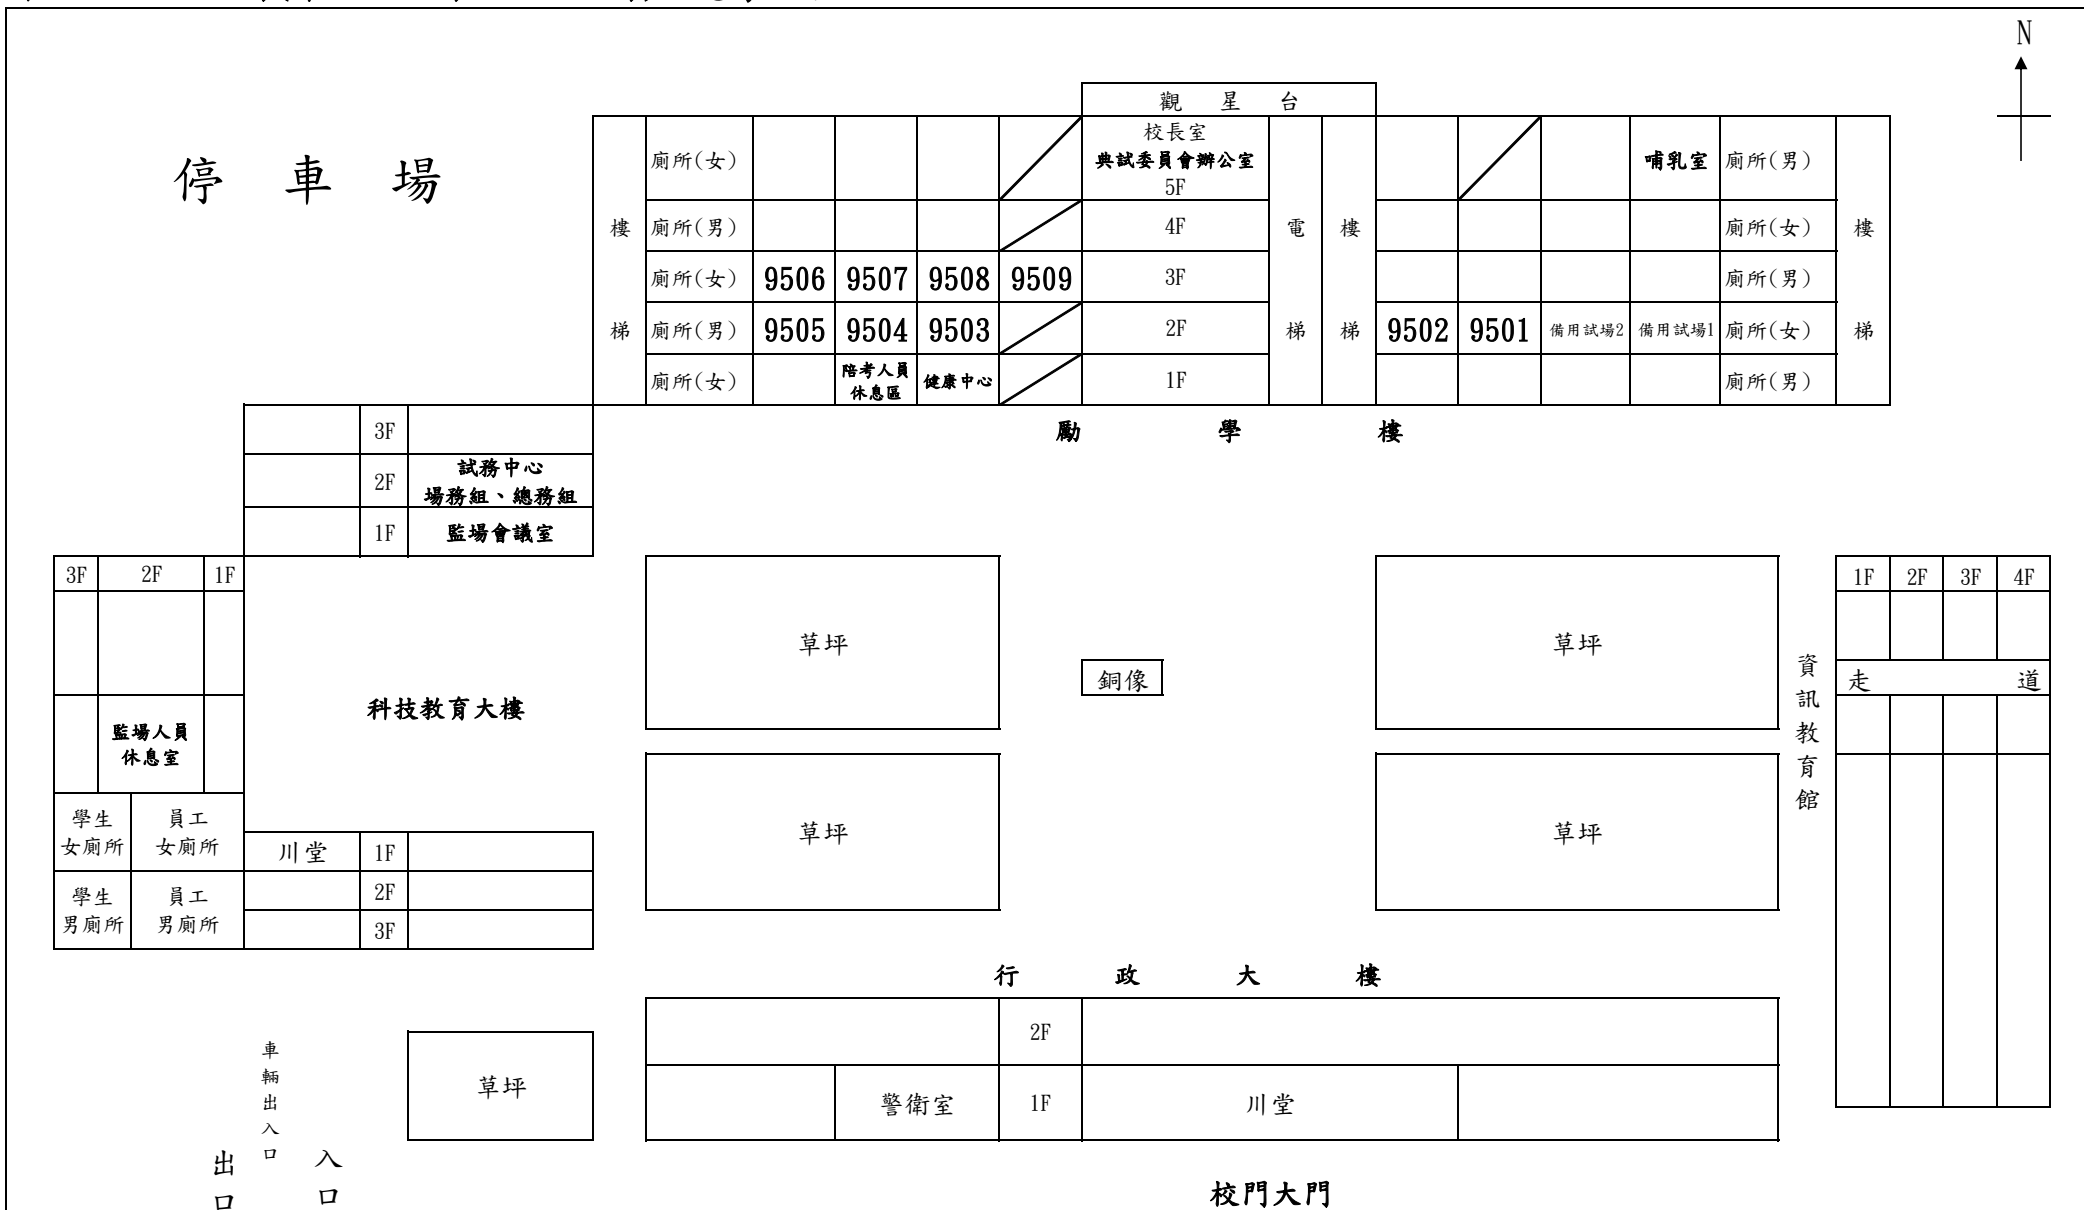 N
觀 星 台
停 車 場
樓 梯
廁所(女)
校長室
典試委員會辦公室
5F
電 梯
樓 梯
哺乳室
廁所(男)
樓 梯
廁所(男)
4F
廁所(女)
廁所(女) 9506 9507 9508 9509 3F 廁所(男)
廁所(男) 9505 9504 9503 2F 9502 9501 備用試場2 備用試場1 廁所(女)
廁所(女)
陪考人員
休息區
健康中心
1F
廁所(男)
勵 學 樓
3F
2F
試務中心
場務組、總務組
1F 監場會議室
3F 2F 1F
監場人員
休息室
科技教育大樓
學生
女廁所
員工
女廁所
學生
男廁所
員工
男廁所
川堂 1F
2F
3F
草坪
草坪
銅像
草坪
草坪
資訊教育館
1F 2F 3F 4F
走 道
行 政 大 樓
2F
警衛室 1F 川堂
草坪
車輛出入口
出口
入口
校門大門